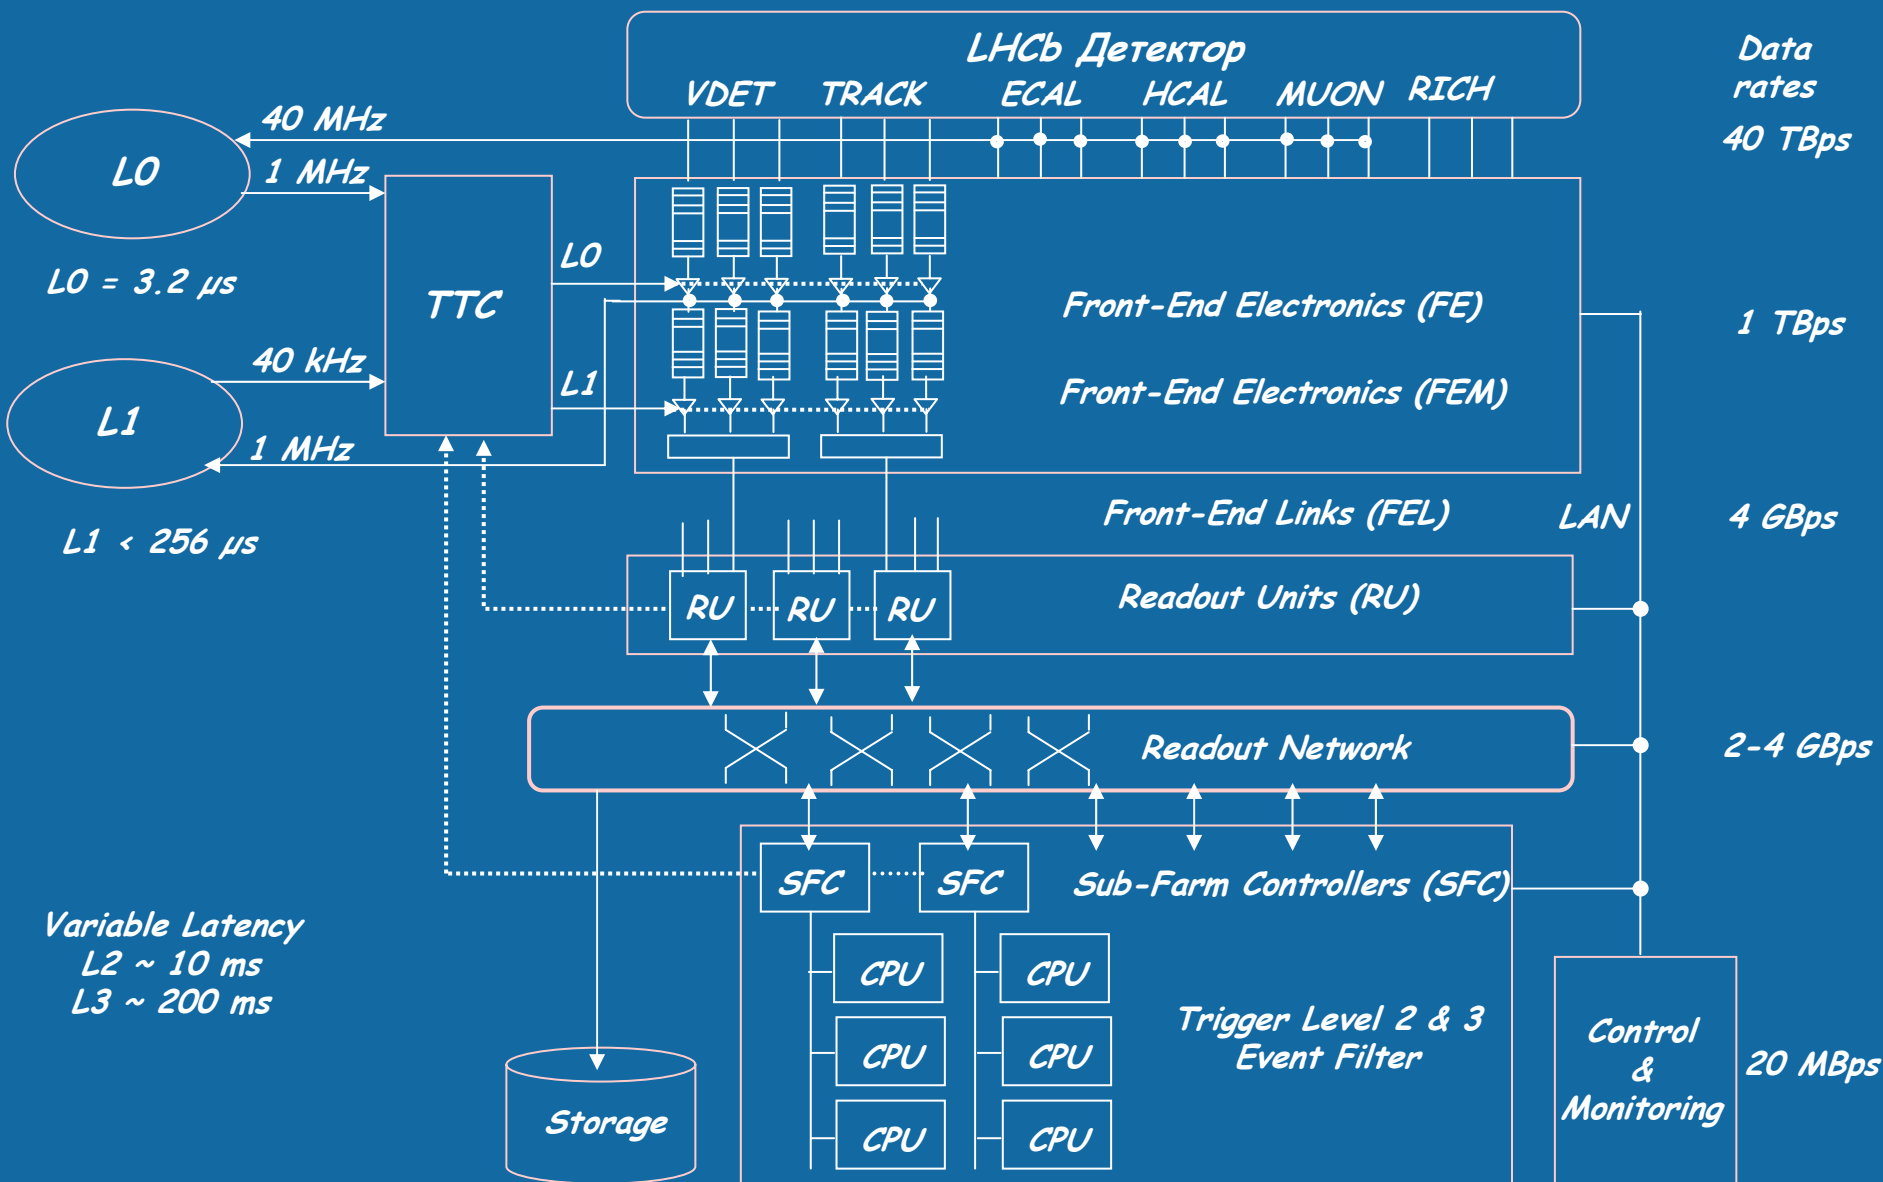 LHCb Детектор
VDET TRACK ECAL HCAL MUON RICH
Data
rates
40 TBps
40 MHz
L0
1 MHz
L0 = 3.2 µs
TTC
L0
Front-End Electronics (FE)
1 TBps
40 kHz
L1
L1
Front-End Electronics (FEM)
1 MHz
L1 < 256 µs
Front-End Links (FEL)
LAN
4 GBps
RU
RU
RU
Readout Units (RU)
Readout Network
2-4 GBps
SFC
SFC
Sub-Farm Controllers (SFC)
Variable Latency
L2 ~ 10 ms
L3 ~ 200 ms
CPU
CPU
CPU
CPU
CPU
CPU
Trigger Level 2 & 3
Event Filter
Control
&
Monitoring
20 MBps
Storage